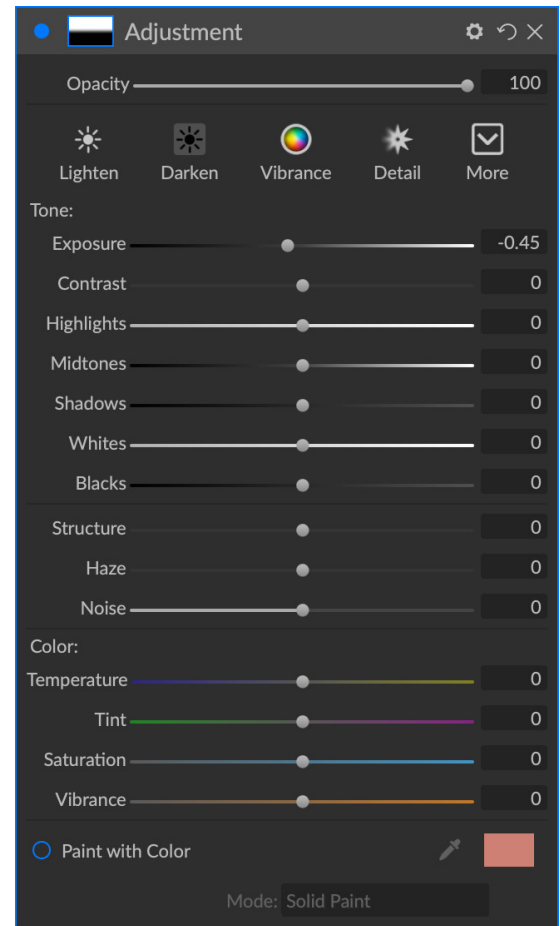 Adjustment
Opacity 100
Lighten Darken Vibrance Detail More
Tone:
Exposure -0.45
Contrast 0
Highlights 0
Midtones 0
Shadows 0
Whites 0
Blacks 0
Structure 0
Haze 0
Noise 0
Color:
Temperature 0
Tint 0
Saturation 0
Vibrance 0
Paint with Color
Mode: Solid Paint